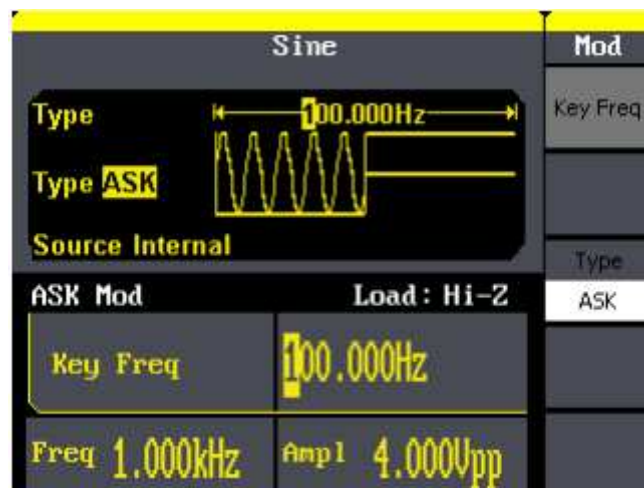 Sine
Mod
Type
100.000Hz
Key Freq
Type ASK
Source Internal
Type
ASK
ASK Mod Load: Hi-Z
Key Freq 100.000Hz
Freq 1.000kHz Ampl 4.000Vpp